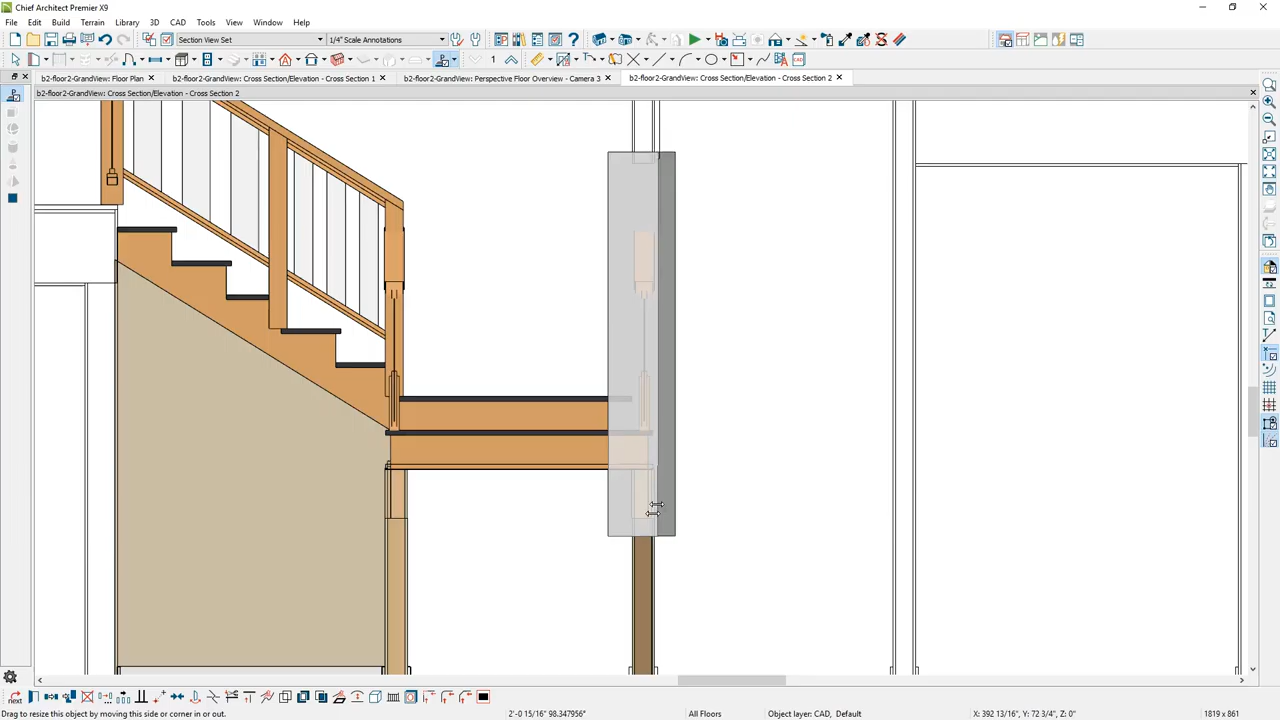 Chief Architect Premier X9
File Edit Build Terrain Library 3D CAD Tools View Window Help
Section View Set 1/4" Scale Annotations
1
b2-floor2-GrandView: Floor Plan b2-floor2-GrandView: Cross Section/Elevation - Cross Section 1 b2-floor2-GrandView: Perspective Floor Overview - Camera 3 b2-floor2-GrandView: Cross Section/Elevation - Cross Section 2
b2-floor2-GrandView: Cross Section/Elevation - Cross Section 2
next
Drag to resize this object by moving this side or corner in or out. 2'-0 15/16" 98.347956° All Floors Object layer: CAD, Default X: 392 13/16", Y: 72 3/4", Z: 0" 1819 x 861